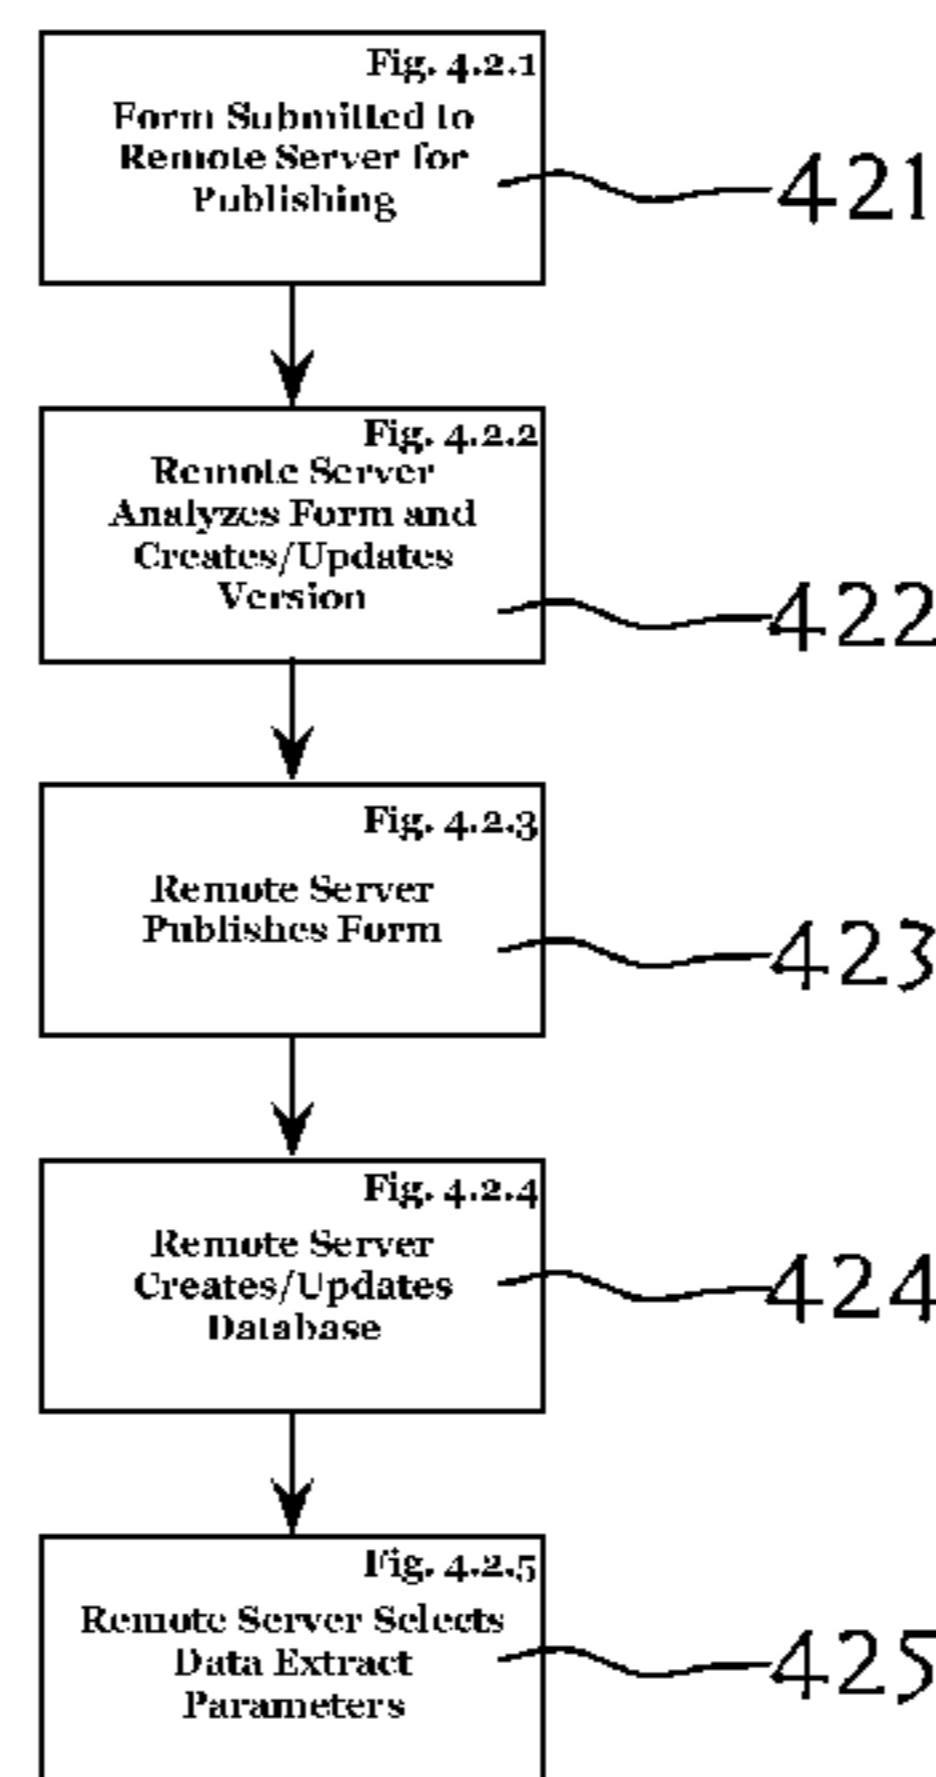 Fig. 4.2.1
Form Submitted to
Remote Server for
Publishing
421
Fig. 4.2.2
Remote Server
Analyzes Form and
Creates/Updates
Version
422
Fig. 4.2.3
Remote Server
Publishes Form
423
Fig. 4.2.4
Remote Server
Creates/Updates
Database
424
Fig. 4.2.5
Remote Server Selects
Data Extract
Parameters
425